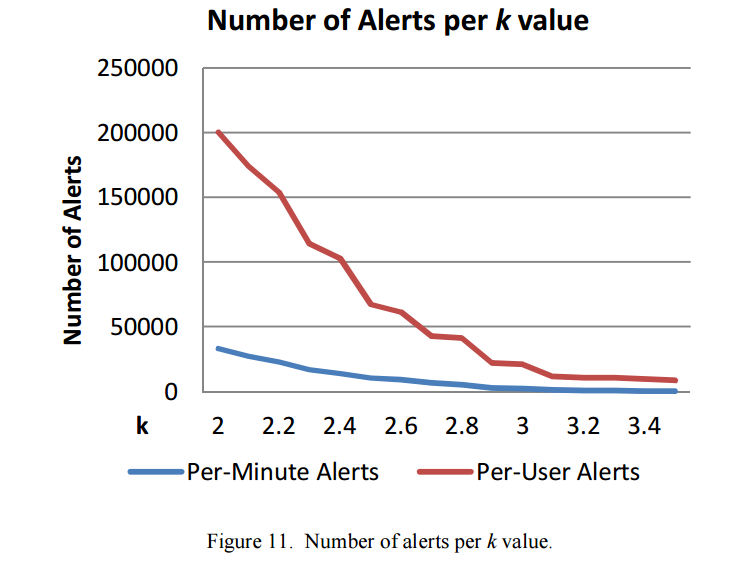 Number of Alerts per k value
250000
200000
150000
100000
50000
0
Number of Alerts
k 2 2.2 2.4 2.6 2.8 3 3.2 3.4
Per-Minute Alerts Per-User Alerts
Figure 11. Number of alerts per k value.